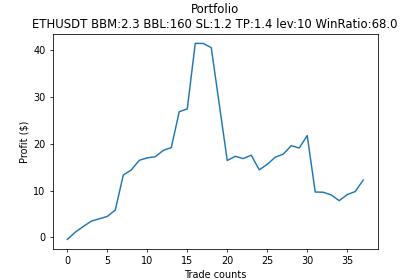 Portfolio
ETHUSDT BBM:2.3 BBL:160 SL:1.2 TP:1.4 lev:10 WinRatio:68.0
40
30
20
10
0
Profit ($)
0 5 10 15 20 25 30 35
Trade counts